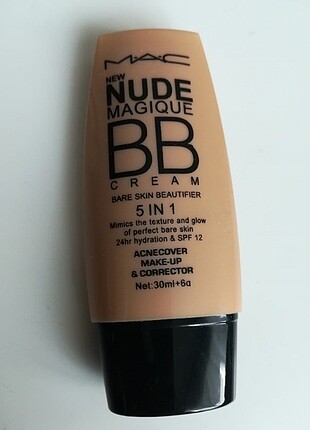 M·A·C
NEW
NUDE
MAGIQUE
BB
CREAM
BARE SKIN BEAUTIFIER
5 IN 1
Mimics the texture and glow
of perfect bare skin
24hr hydration & SPF 12
ACNECOVER
MAKE-UP
& CORRECTOR
Net:30ml+6g